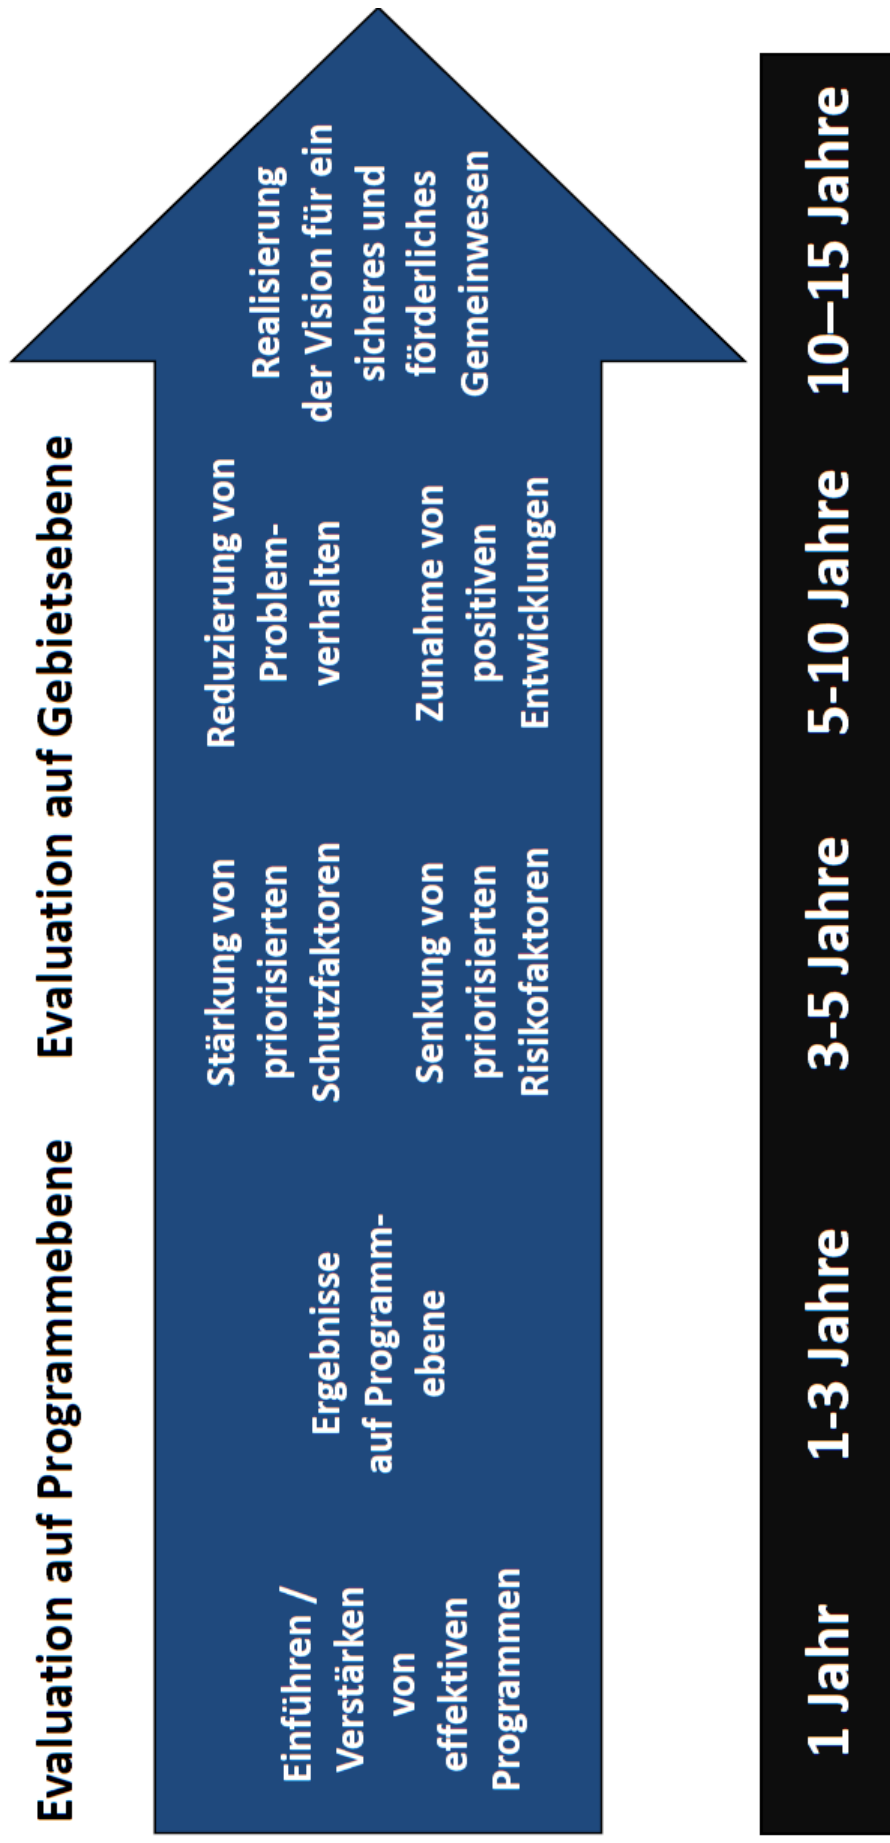 Evaluation auf Programmebene
Evaluation auf Gebietsebene
Einführen /
Verstärken
von
effektiven
Programmen
Ergebnisse
auf Programm-
ebene
Stärkung von
priorisierten
Schutzfaktoren
Senkung von
priorisierten
Risikofaktoren
Reduzierung von
Problem-
verhalten
Zunahme von
positiven
Entwicklungen
Realisierung
der Vision für ein
sicheres und
förderliches
Gemeinwesen
1 Jahr
1-3 Jahre
3-5 Jahre
5-10 Jahre
10–15 Jahre